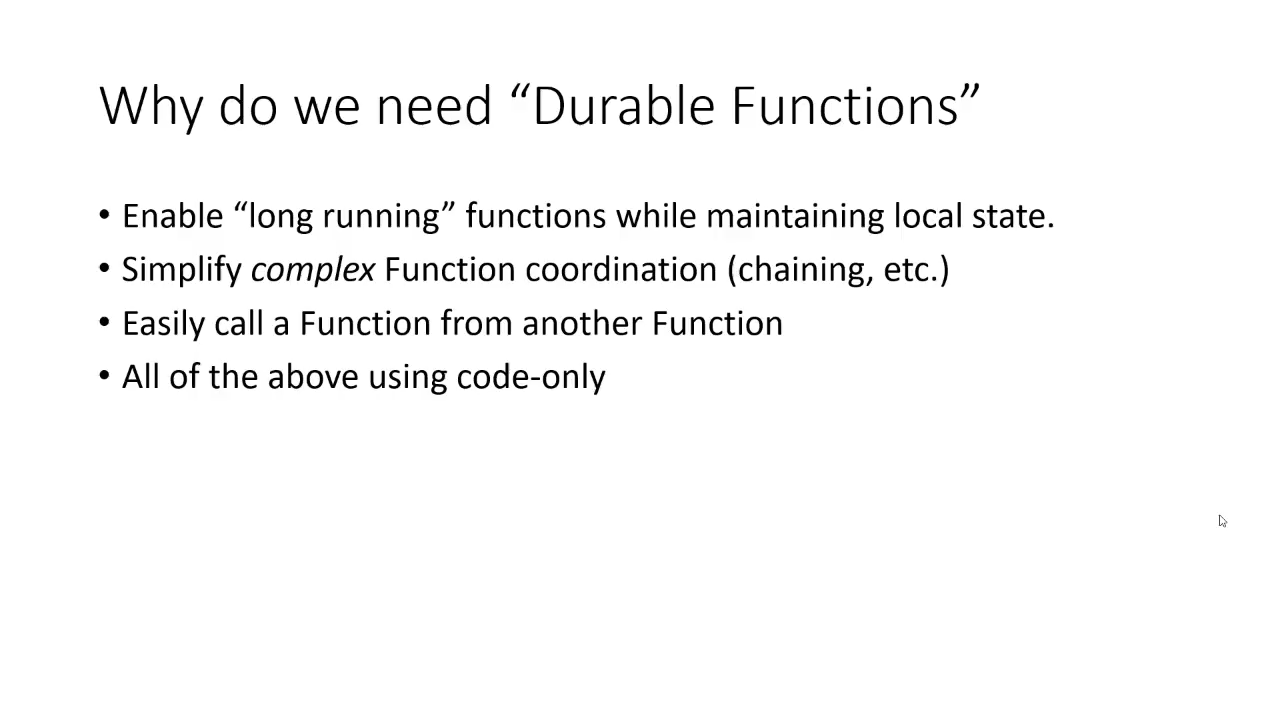 Why do we need “Durable Functions”
• Enable “long running” functions while maintaining local state.
• Simplify complex Function coordination (chaining, etc.)
• Easily call a Function from another Function
• All of the above using code-only